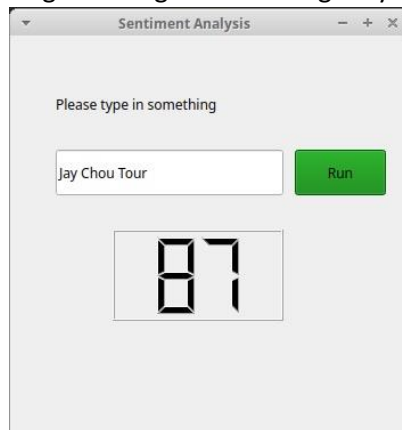 Sentiment Analysis
Please type in something
Jay Chou Tour
Run
87